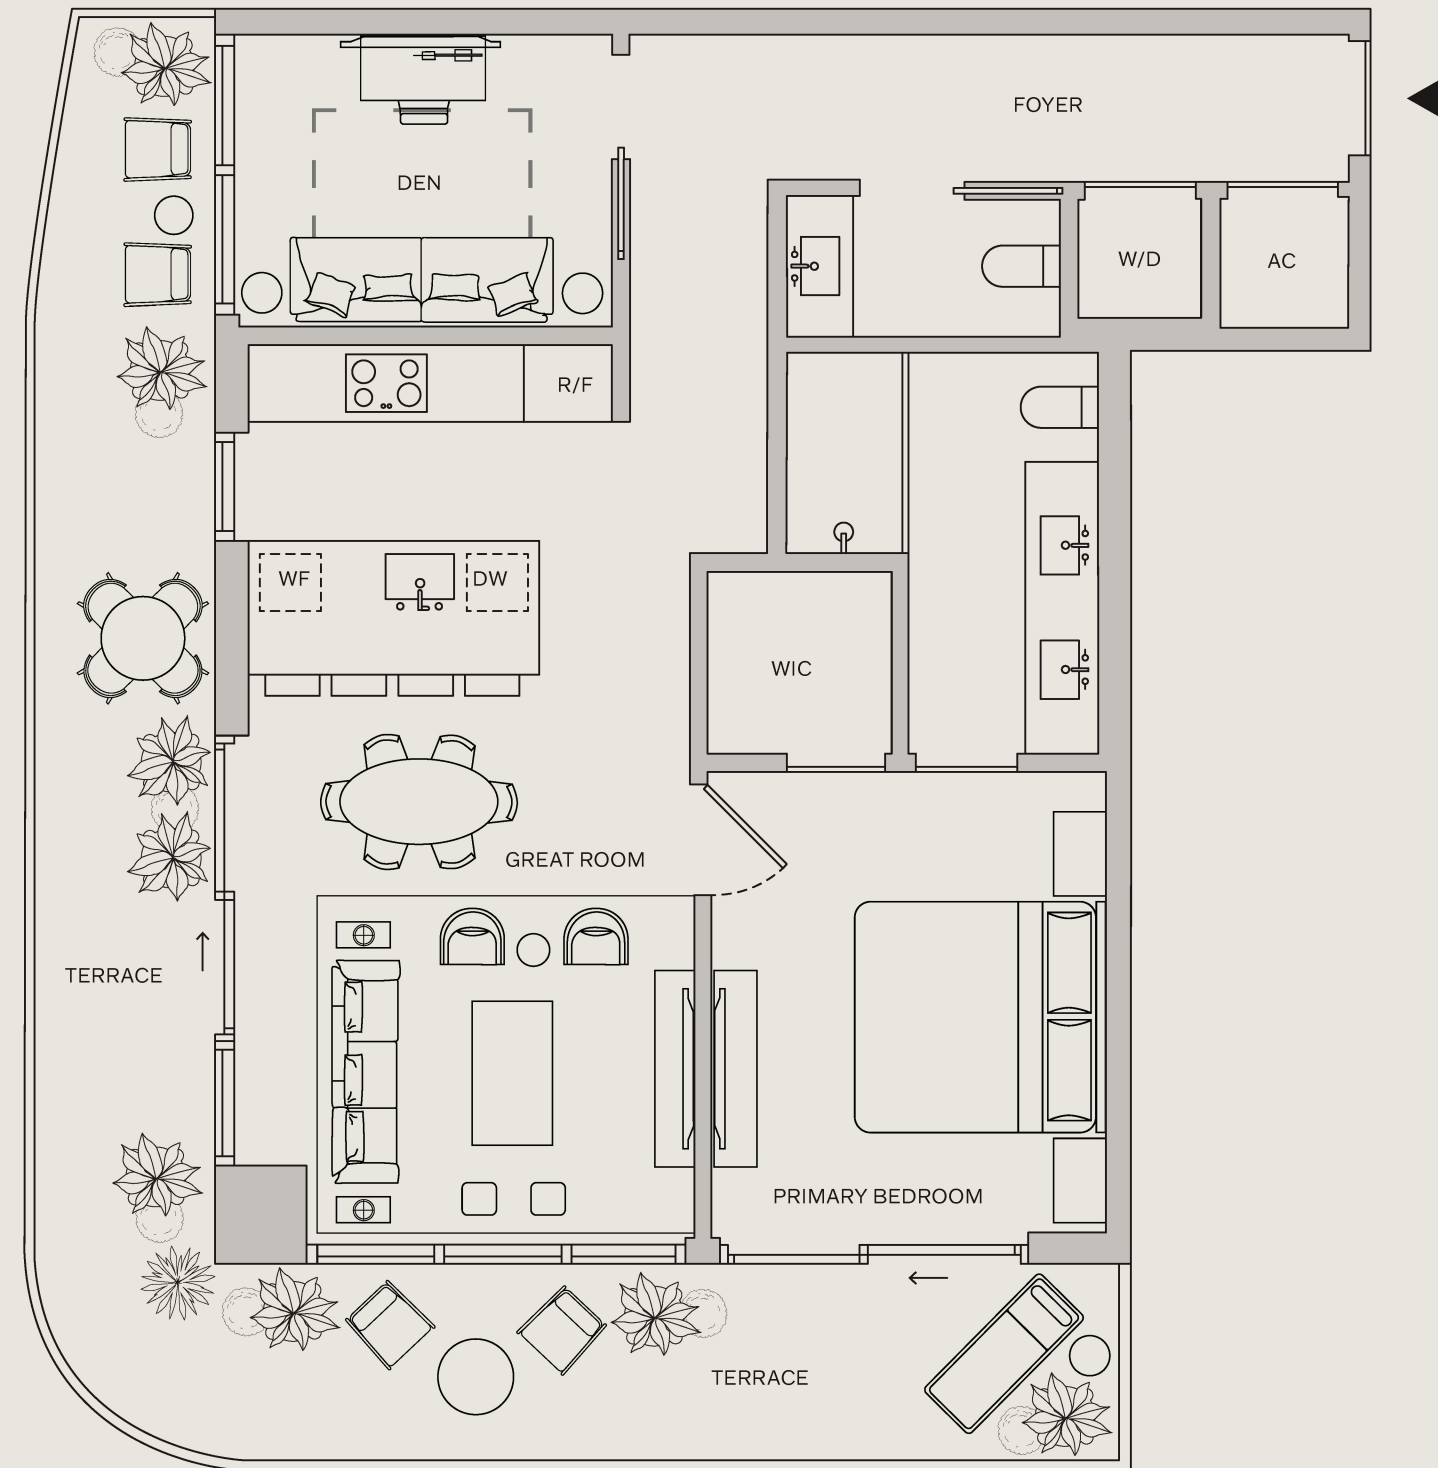 FOYER
DEN
W/D
AC
R/F
WF
DW
WIC
GREAT ROOM
TERRACE
PRIMARY BEDROOM
TERRACE